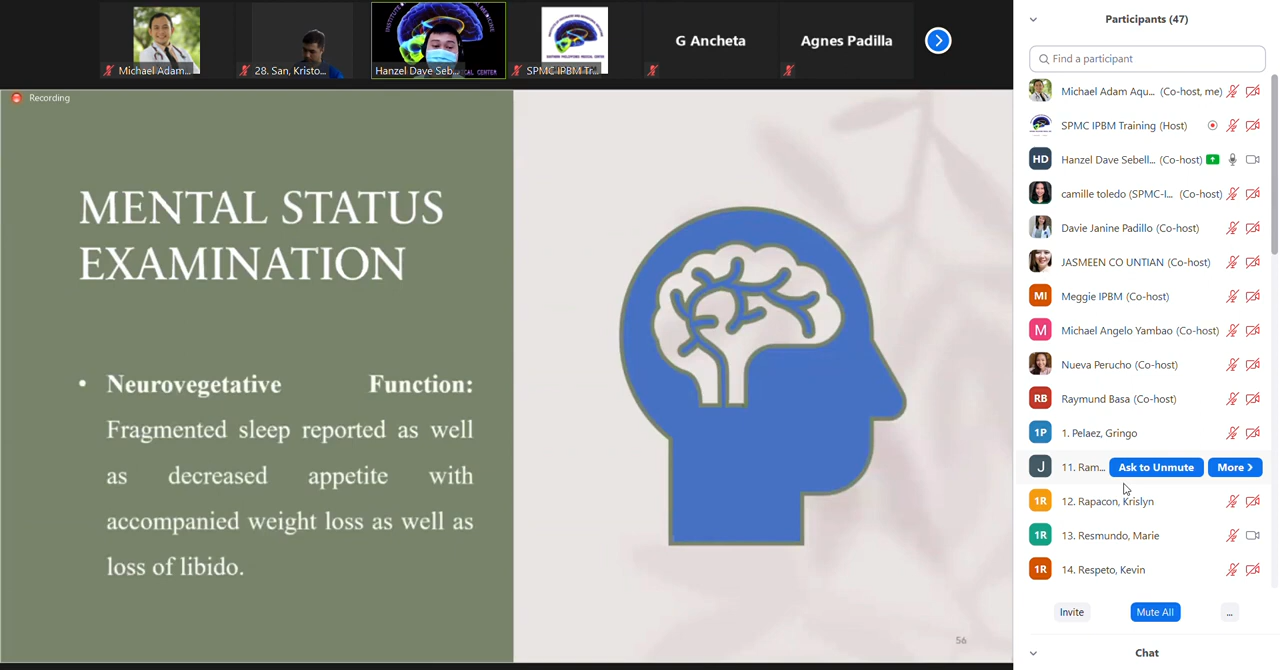 Michael Adam...
28. San, Kristo...
Hanzel Dave Seb...
SPMC IPBM Tr...
G Ancheta
Agnes Padilla
Recording
MENTAL STATUS
EXAMINATION
• Neurovegetative Function:
Fragmented sleep reported as well
as decreased appetite with
accompanied weight loss as well as
loss of libido.
56
Participants (47)
Find a participant
Michael Adam Aqu... (Co-host, me)
SPMC IPBM Training (Host)
HD Hanzel Dave Sebell... (Co-host)
camille toledo (SPMC-I... (Co-host)
Davie Janine Padillo (Co-host)
JASMEEN CO UNTIAN (Co-host)
MI Meggie IPBM (Co-host)
M Michael Angelo Yambao (Co-host)
Nueva Perucho (Co-host)
RB Raymund Basa (Co-host)
1P 1. Pelaez, Gringo
J 11. Ram... Ask to Unmute More >
1R 12. Rapacon, Krislyn
1R 13. Resmundo, Marie
1R 14. Respeto, Kevin
Invite Mute All ...
Chat